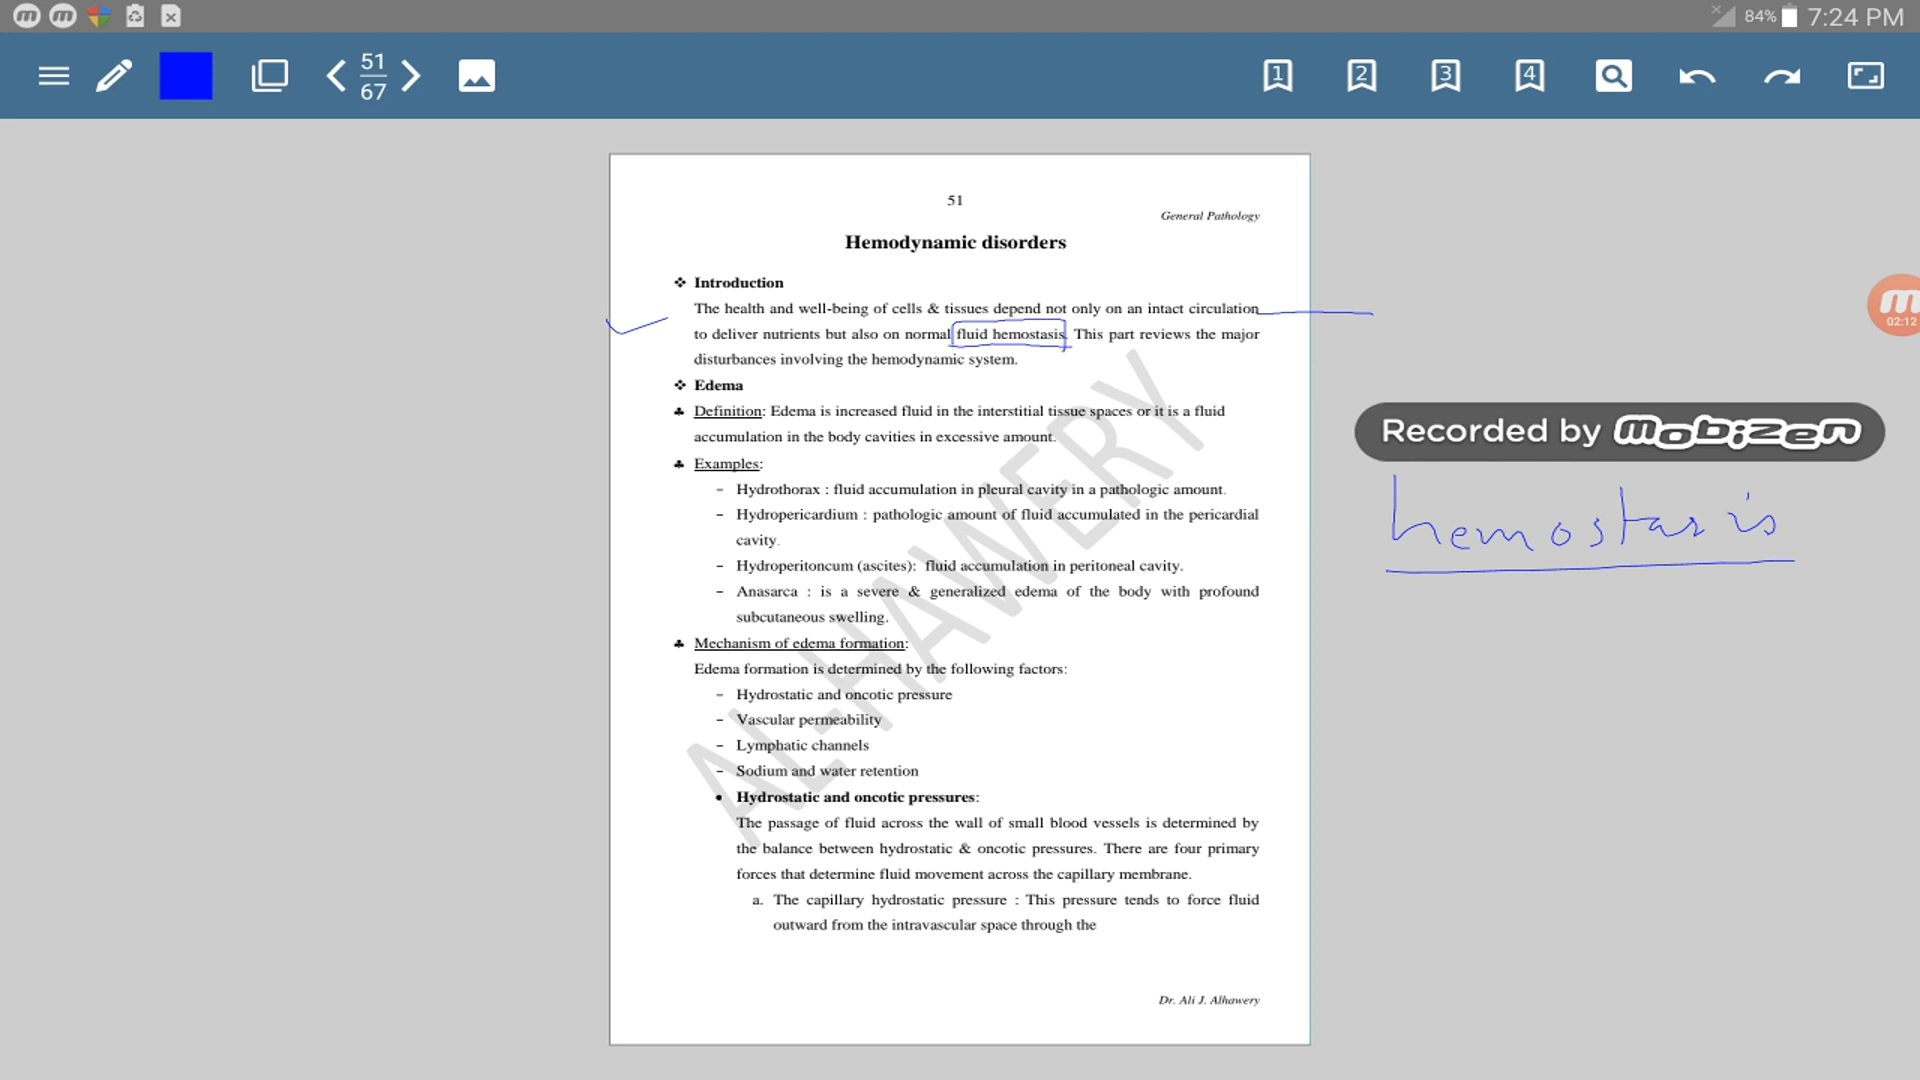 84% 7:24 PM
51
67
1 2 3 4
51
General Pathology
Hemodynamic disorders
❖ Introduction
The health and well-being of cells & tissues depend not only on an intact circulation
to deliver nutrients but also on normal fluid hemostasis. This part reviews the major
disturbances involving the hemodynamic system.
❖ Edema
♣ Definition: Edema is increased fluid in the interstitial tissue spaces or it is a fluid
accumulation in the body cavities in excessive amount.
♣ Examples:
- Hydrothorax : fluid accumulation in pleural cavity in a pathologic amount.
- Hydropericardium : pathologic amount of fluid accumulated in the pericardial
cavity.
- Hydroperitoncum (ascites): fluid accumulation in peritoneal cavity.
- Anasarca : is a severe & generalized edema of the body with profound
subcutaneous swelling.
♣ Mechanism of edema formation:
Edema formation is determined by the following factors:
- Hydrostatic and oncotic pressure
- Vascular permeability
- Lymphatic channels
- Sodium and water retention
• Hydrostatic and oncotic pressures:
The passage of fluid across the wall of small blood vessels is determined by
the balance between hydrostatic & oncotic pressures. There are four primary
forces that determine fluid movement across the capillary membrane.
a. The capillary hydrostatic pressure : This pressure tends to force fluid
outward from the intravascular space through the
Dr. Ali J. Alhawery
AL-HAWERY
02:12
Recorded by mobizen
hemostasis